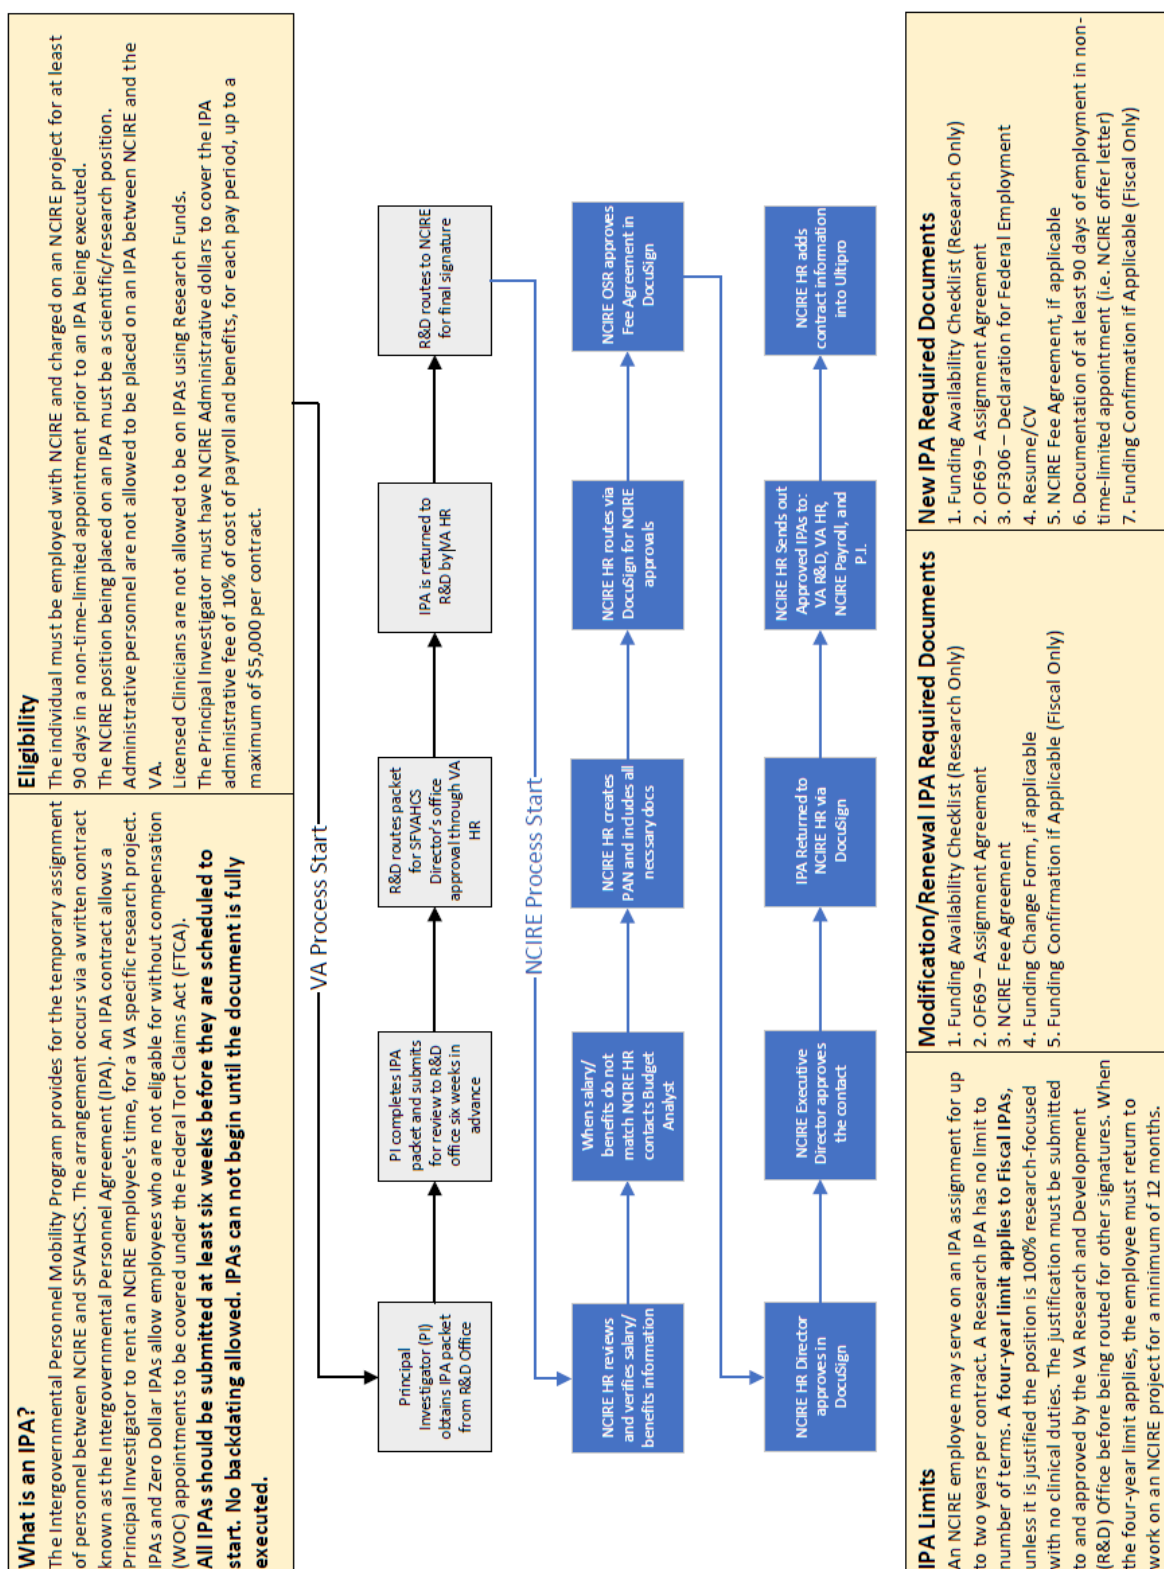 What is an IPA?
The Intergovernmental Personnel Mobility Program provides for the temporary assignment
of personnel between NCIRE and SFVAHCS. The arrangement occurs via a written contract
known as the Intergovernmental Personnel Agreement (IPA). An IPA contract allows a
Principal Investigator to rent an NCIRE employee's time, for a VA specific research project.
IPAs and Zero Dollar IPAs allow employees who are not eligible for without compensation
(WOC) appointments to be covered under the Federal Tort Claims Act (FTCA).
All IPAs should be submitted at least six weeks before they are scheduled to
start. No backdating allowed. IPAs can not begin until the document is fully
executed.
Eligibility
The individual must be employed with NCIRE and charged on an NCIRE project for at least
90 days in a non-time-limited appointment prior to an IPA being executed.
The NCIRE position being placed on an IPA must be a scientific/research position.
Administrative personnel are not allowed to be placed on an IPA between NCIRE and the
VA.
Licensed Clinicians are not allowed to be on IPAs using Research Funds.
The Principal Investigator must have NCIRE Administrative dollars to cover the IPA
administrative fee of 10% of cost of payroll and benefits, for each pay period, up to a
maximum of $5,000 per contract.
VA Process Start
Principal
Investigator (PI)
obtains IPA packet
from R&D Office
PI completes IPA
packet and submits
for review to R&D
office six weeks in
advance
R&D routes packet
for SFVAHCS
Director's office
approval through VA
HR
IPA is returned to
R&D by|VA HR
R&D routes to NCIRE
for final signature
NCIRE Process Start
NCIRE HR reviews
and verifies salary/
benefits information
When salary/
benefits do not
match NCIRE HR
contacts Budget
Analyst
NCIRE HR creates
PAN and includes all
necssary docs
NCIRE HR routes via
DocuSign for NCIRE
approvals
NCIRE OSR approves
Fee Agreement in
DocuSign
NCIRE HR Director
approves in
DocuSign
NCIRE Executive
Director approves
the contact
IPA Returned to
NCIRE HR via
DocuSign
NCIRE HR Sends out
Approved IPAs to:
VA R&D, VA HR,
NCIRE Payroll, and
P.I.
NCIRE HR adds
contract information
into Ultipro
IPA Limits
An NCIRE employee may serve on an IPA assignment for up
to two years per contract. A Research IPA has no limit to
number of terms. A four-year limit applies to Fiscal IPAs,
unless it is justified the position is 100% research-focused
with no clinical duties. The justification must be submitted
to and approved by the VA Research and Development
(R&D) Office before being routed for other signatures. When
the four-year limit applies, the employee must return to
work on an NCIRE project for a minimum of 12 months.
Modification/Renewal IPA Required Documents
1. Funding Availability Checklist (Research Only)
2. OF69 – Assignment Agreement
3. NCIRE Fee Agreement
4. Funding Change Form, if applicable
5. Funding Confirmation if Applicable (Fiscal Only)
New IPA Required Documents
1. Funding Availability Checklist (Research Only)
2. OF69 – Assignment Agreement
3. OF306 – Declaration for Federal Employment
4. Resume/CV
5. NCIRE Fee Agreement, if applicable
6. Documentation of at least 90 days of employment in non-
time-limited appointment (i.e. NCIRE offer letter)
7. Funding Confirmation if Applicable (Fiscal Only)